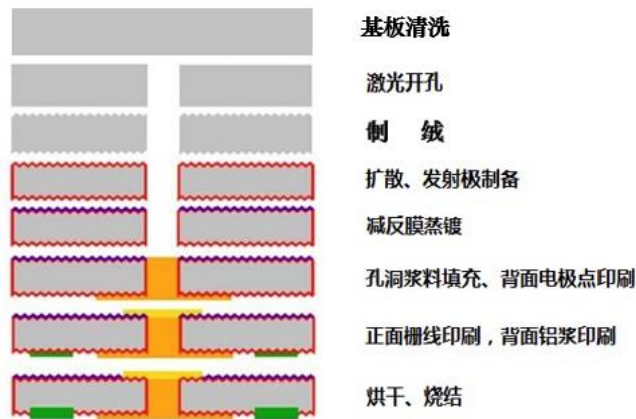 基板清洗
激光开孔
制 绒
扩散、发射极制备
减反膜蒸镀
孔洞浆料填充、背面电极点印刷
正面栅线印刷，背面铝浆印刷
烘干、烧结